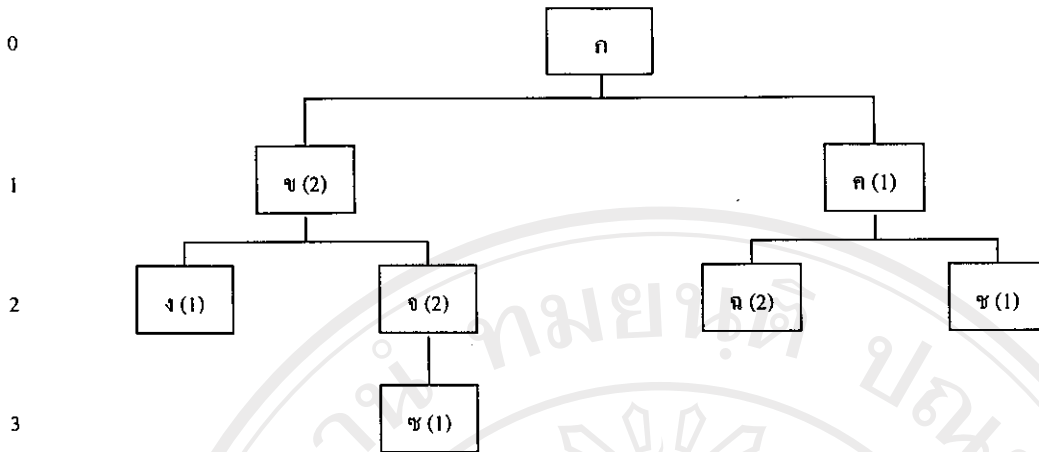 0 ก
1 ข (2) ค (1)
2 ง (1) จ (2) ฉ (2) ช (1)
3 ซ (1)